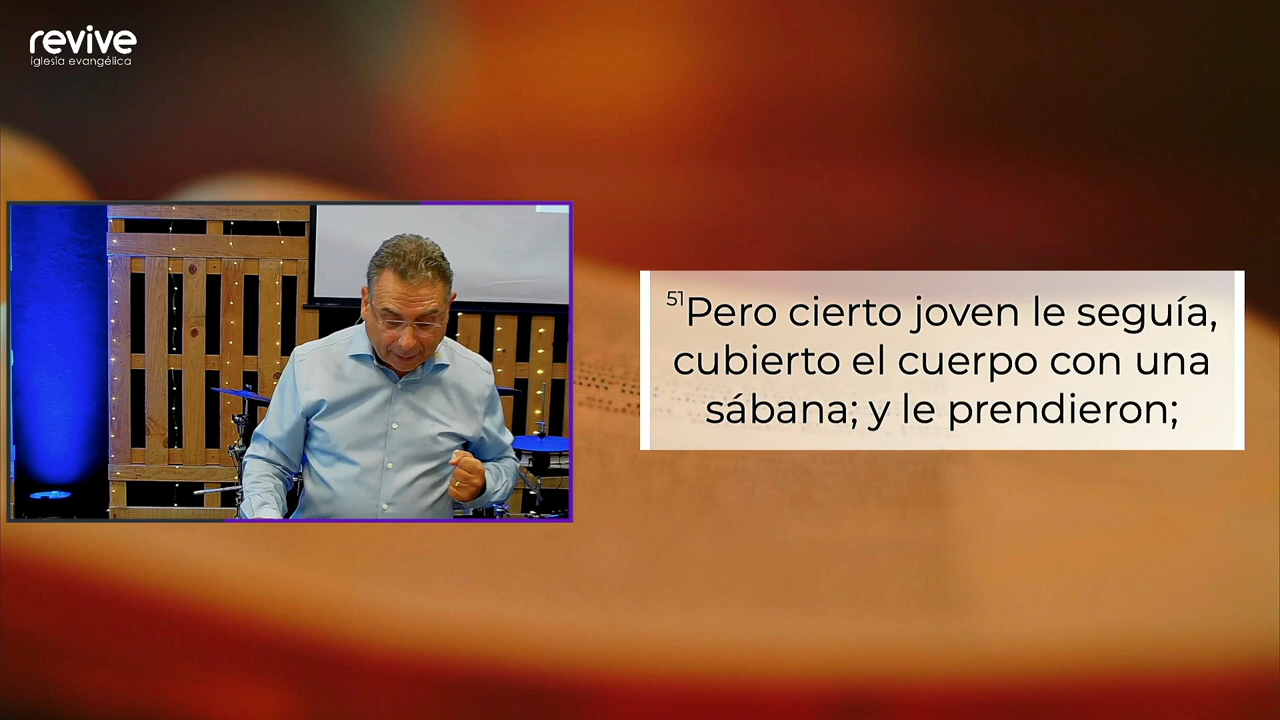 revive
iglesia evangélica
51Pero cierto joven le seguía,
cubierto el cuerpo con una
sábana; y le prendieron;